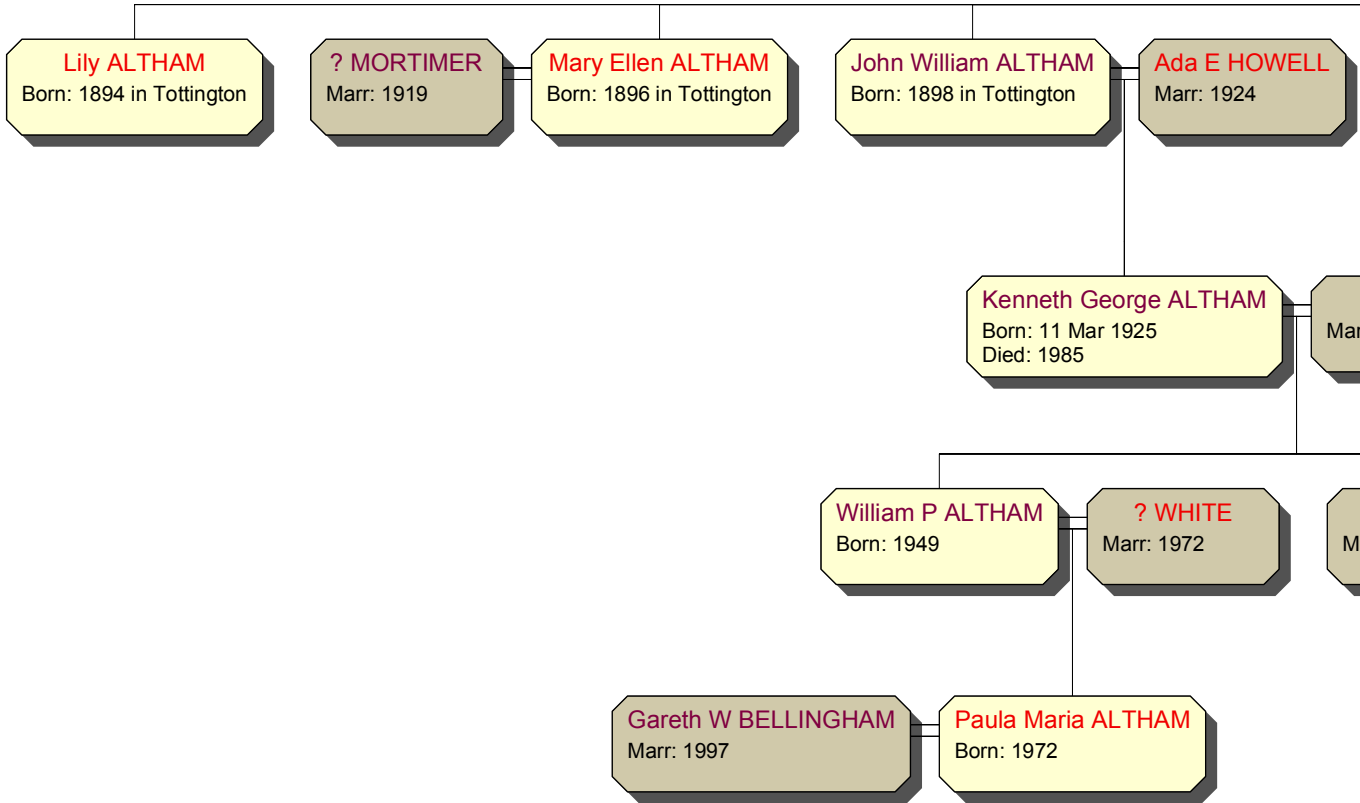 Lily ALTHAM
Born: 1894 in Tottington
? MORTIMER
Marr: 1919
Mary Ellen ALTHAM
Born: 1896 in Tottington
John William ALTHAM
Born: 1898 in Tottington
Ada E HOWELL
Marr: 1924
Kenneth George ALTHAM
Born: 11 Mar 1925
Died: 1985
William P ALTHAM
Born: 1949
? WHITE
Marr: 1972
Gareth W BELLINGHAM
Marr: 1997
Paula Maria ALTHAM
Born: 1972